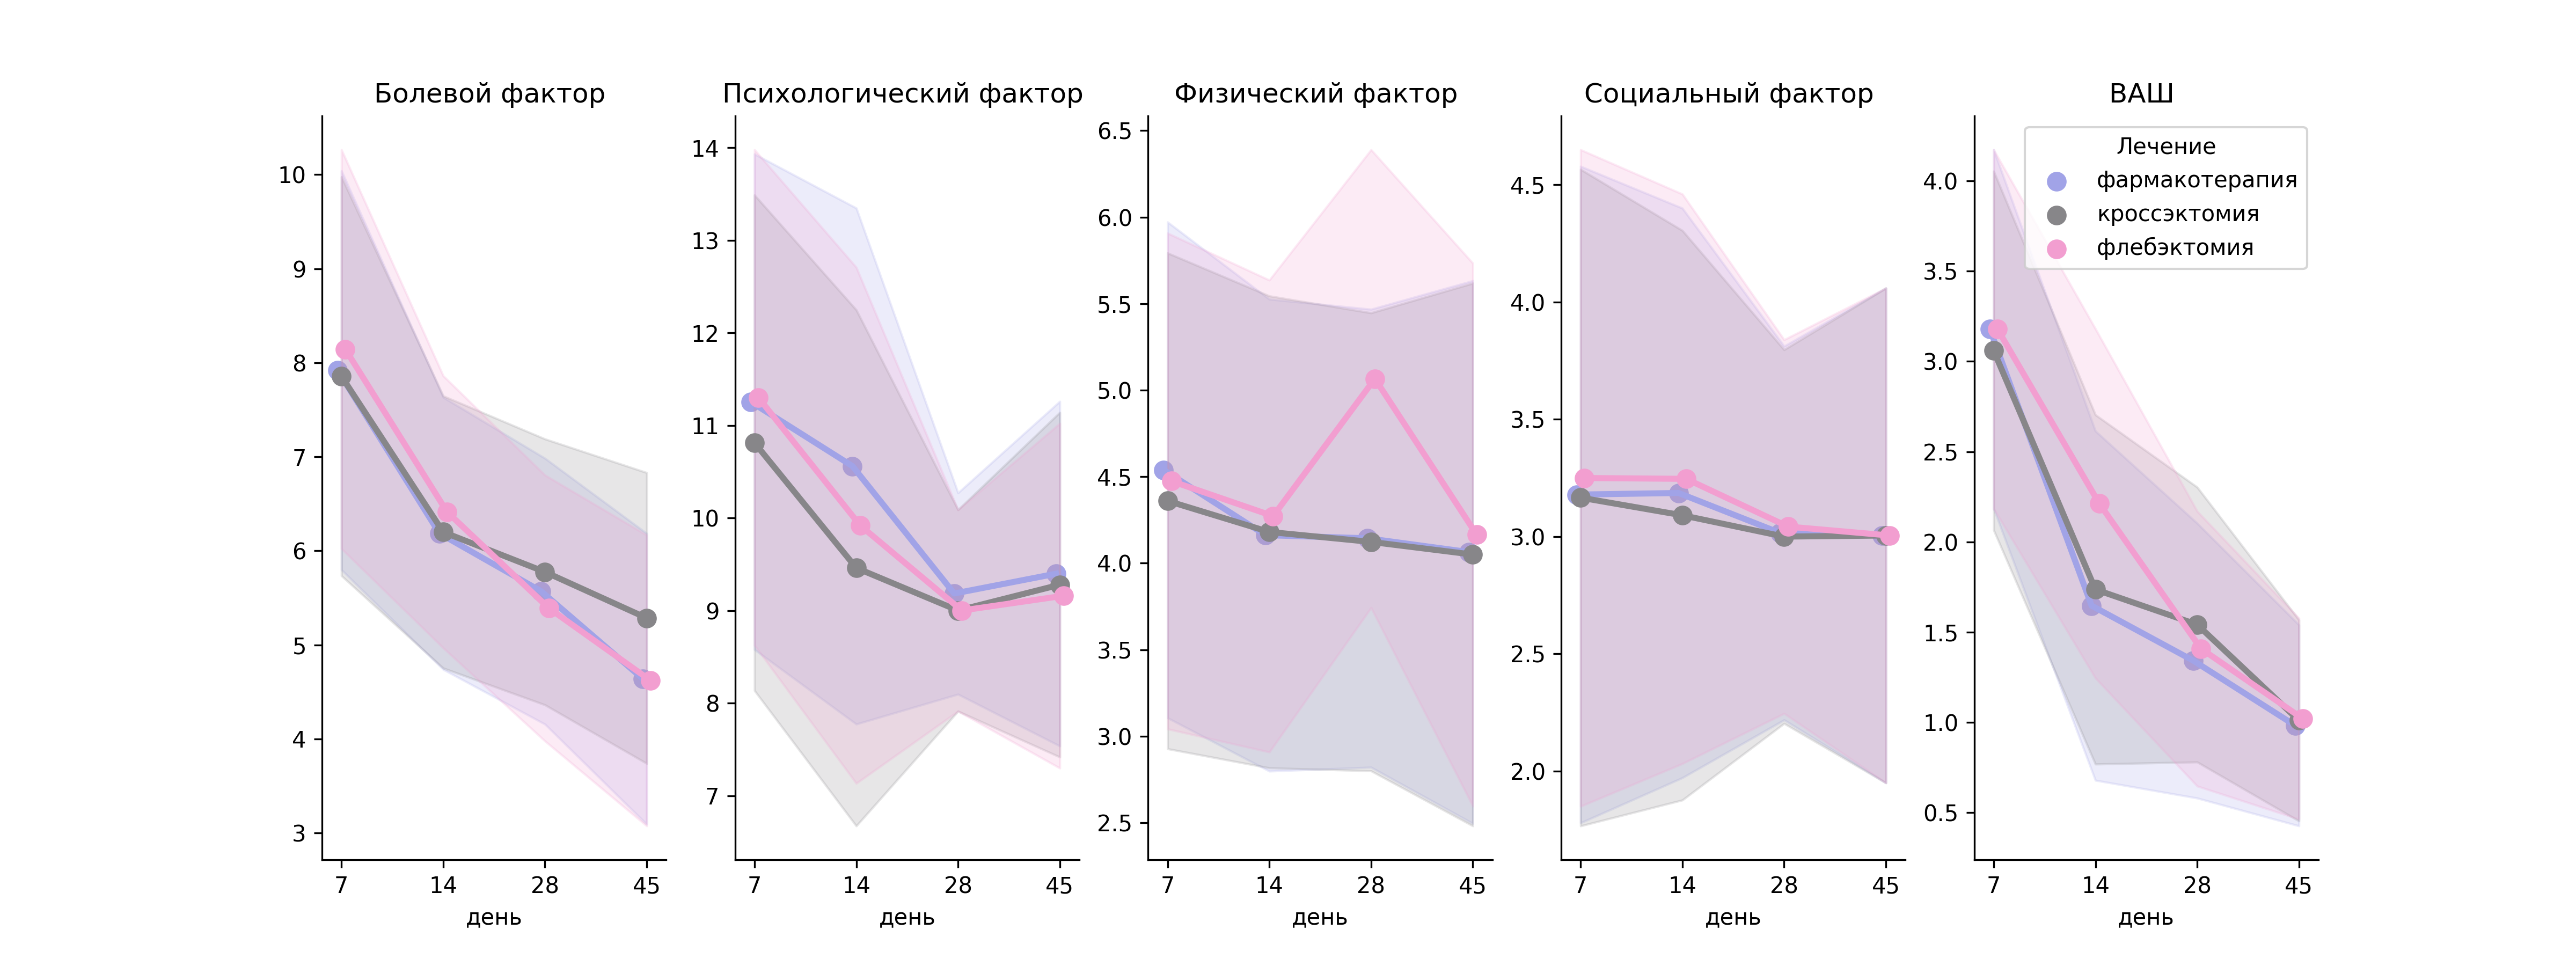 Болевой фактор
10
9
8
7
6
5
4
3
7 14 28 45
день
Психологический фактор
14
13
12
11
10
9
8
7
7 14 28 45
день
Физический фактор
6.5
6.0
5.5
5.0
4.5
4.0
3.5
3.0
2.5
7 14 28 45
день
Социальный фактор
4.5
4.0
3.5
3.0
2.5
2.0
7 14 28 45
день
ВАШ
4.0
3.5
3.0
2.5
2.0
1.5
1.0
0.5
7 14 28 45
день
Лечение
фармакотерапия
кроссэктомия
флебэктомия